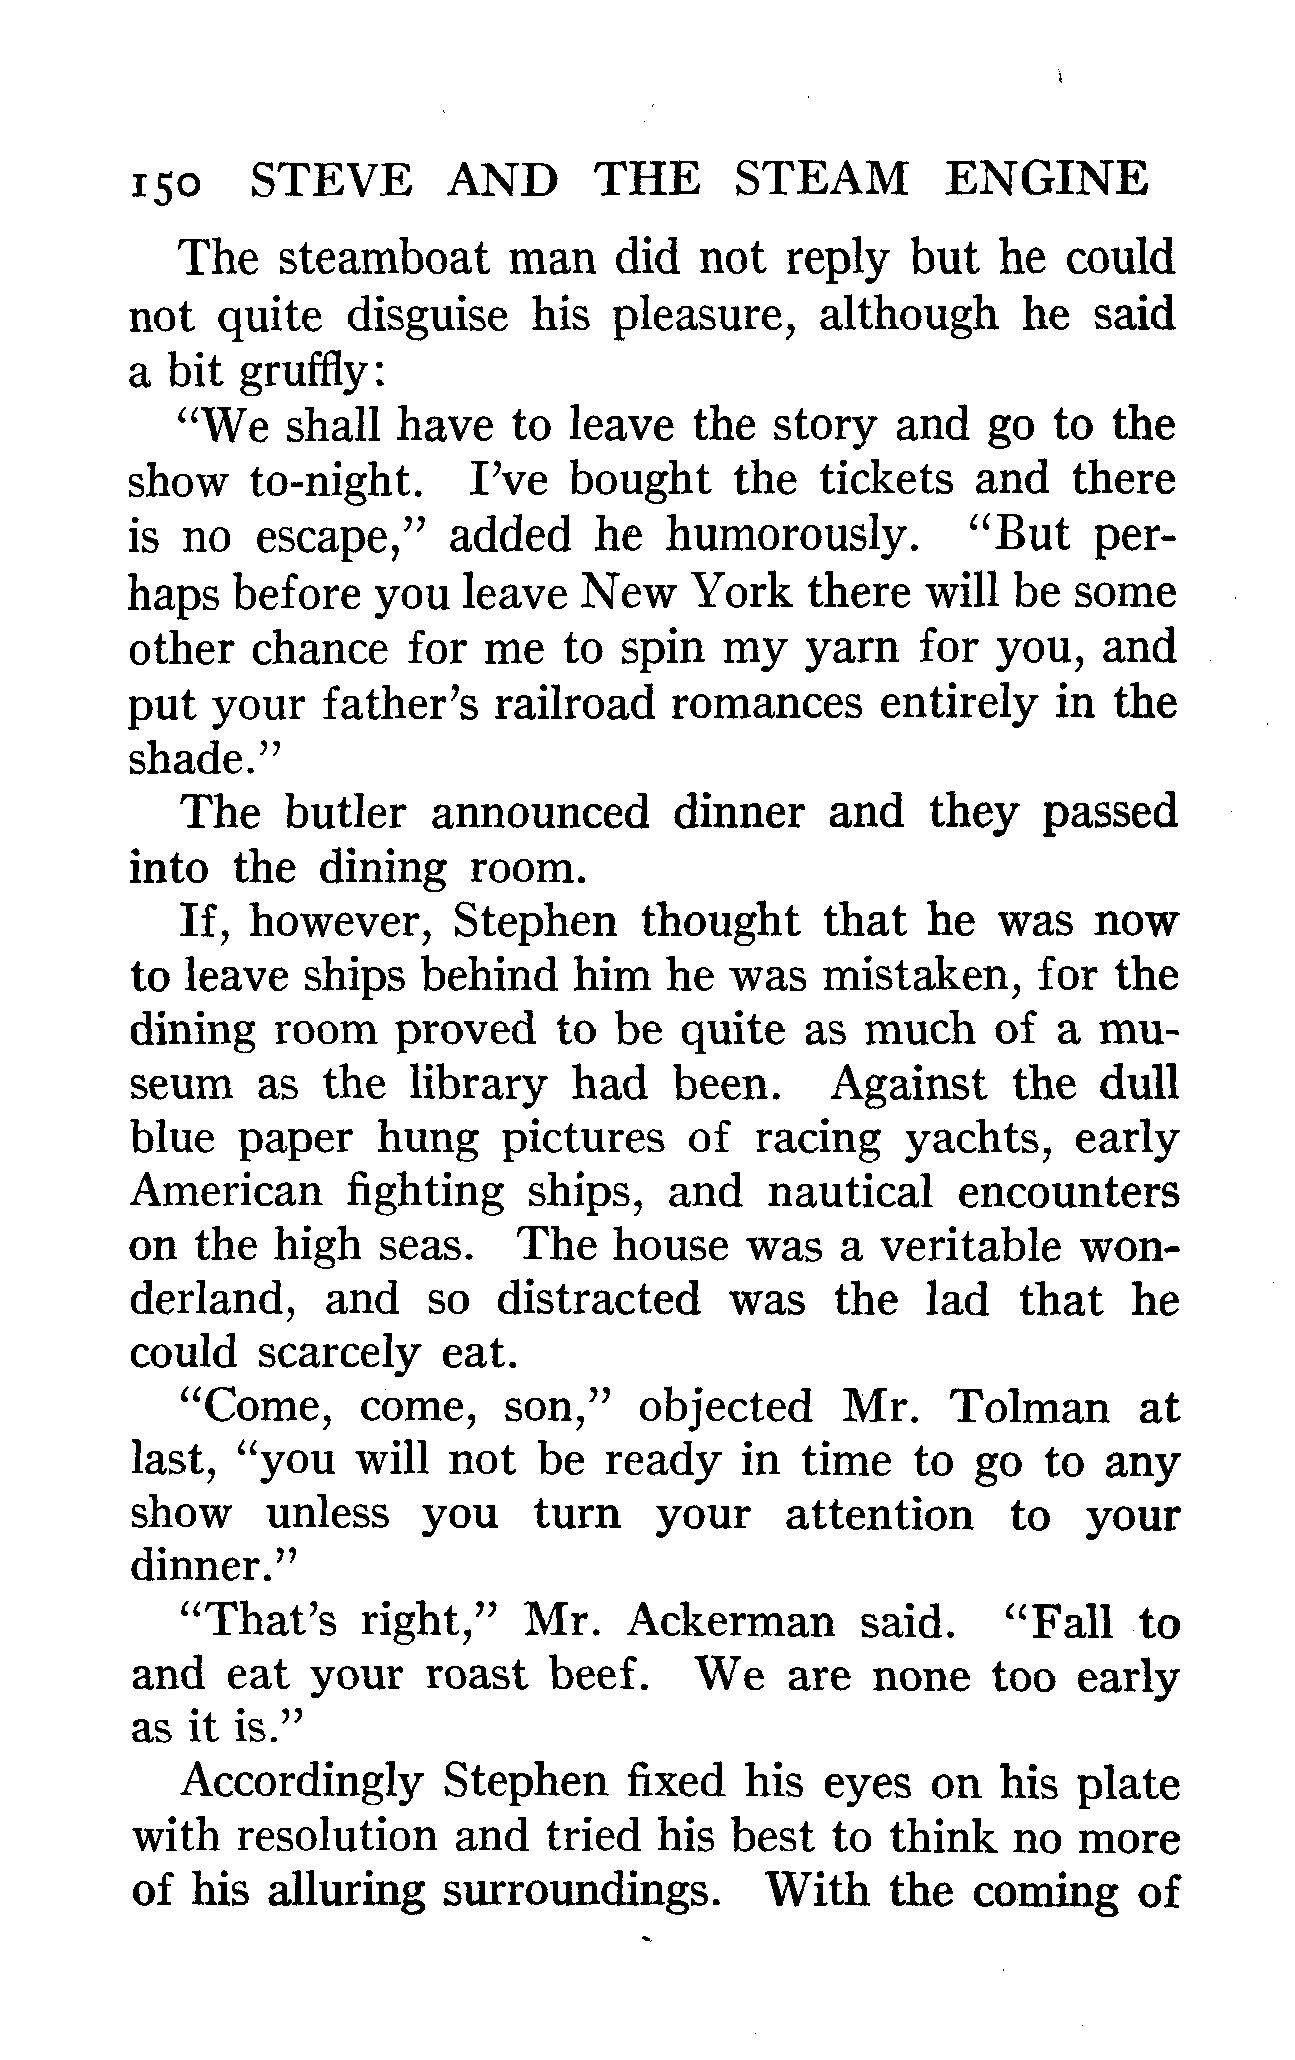 150 STEVE AND THE STEAM ENGINE
The steamboat man did not reply but he could
not quite disguise his pleasure, although he said
a bit gruffly:
“We shall have to leave the story and go to the
show to-night. I’ve bought the tickets and there
is no escape,” added he humorously. “But per-
haps before you leave New York there will be some
other chance for me to spin my yarn for you, and
put your father’s railroad romances entirely in the
shade.”
The butler announced dinner and they passed
into the dining room.
If, however, Stephen thought that he was now
to leave ships behind him he was mistaken, for the
dining room proved to be quite as much of a mu-
seum as the library had been. Against the dull
blue paper hung pictures of racing yachts, early
American fighting ships, and nautical encounters
on the high seas. The house was a veritable won-
derland, and so distracted was the lad that he
could scarcely eat.
“Come, come, son,” objected Mr. Tolman at
last, “you will not be ready in time to go to any
show unless you turn your attention to your
dinner.”
“That’s right,” Mr. Ackerman said. “Fall to
and eat your roast beef. We are none too early
as it is.”
Accordingly Stephen fixed his eyes on his plate
with resolution and tried his best to think no more
of his alluring surroundings. With the coming of